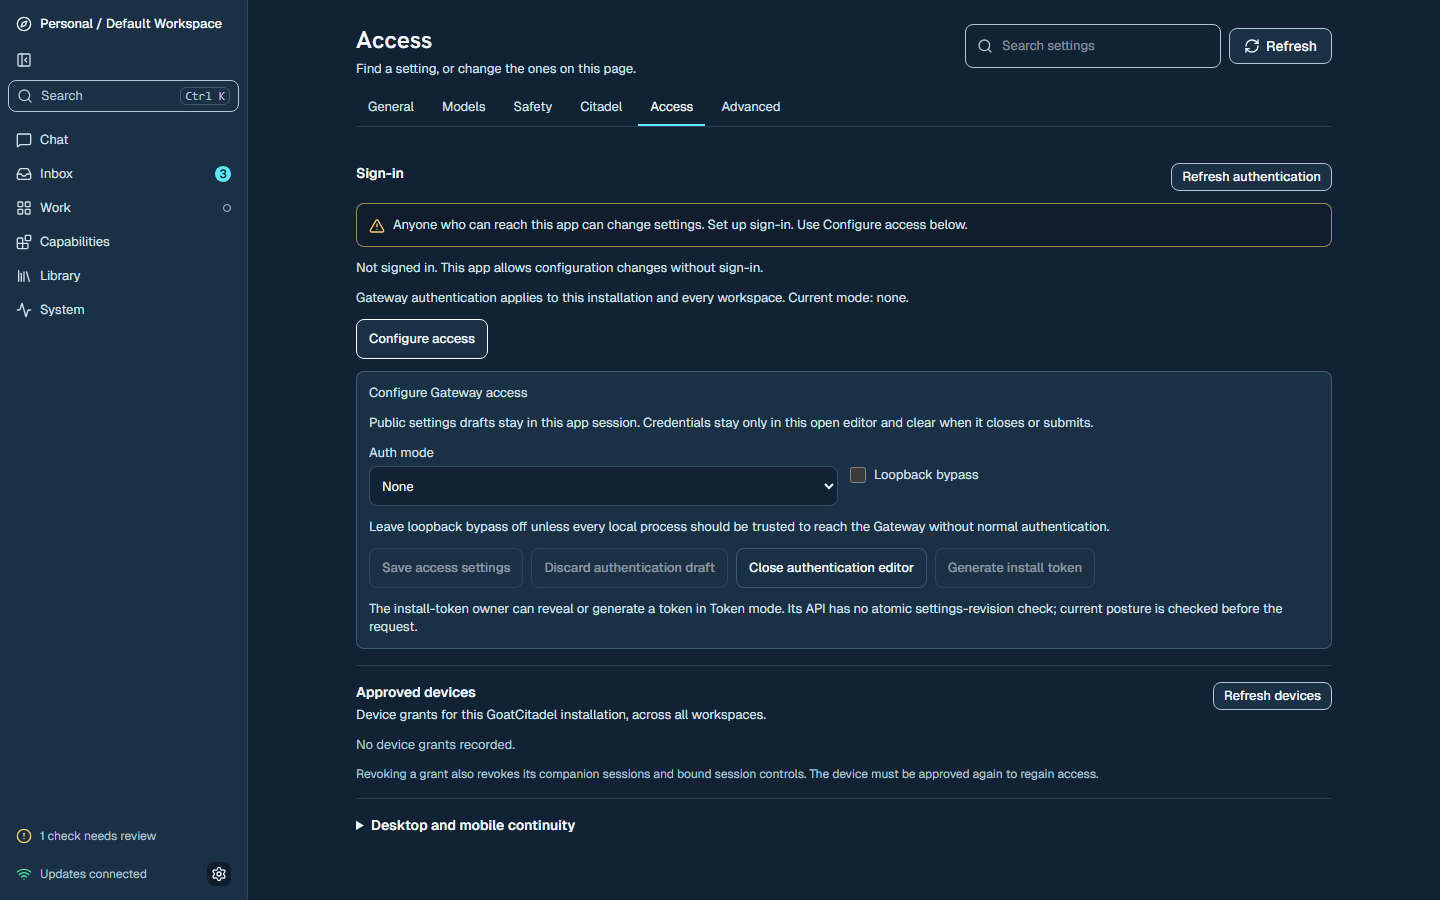 Personal / Default Workspace
Search
Ctrl K
Chat
Inbox
3
Work
Capabilities
Library
System
1 check needs review
Updates connected
Access
Find a setting, or change the ones on this page.
Search settings
Refresh
General
Models
Safety
Citadel
Access
Advanced
Sign-in
Refresh authentication
Anyone who can reach this app can change settings. Set up sign-in. Use Configure access below.
Not signed in. This app allows configuration changes without sign-in.
Gateway authentication applies to this installation and every workspace. Current mode: none.
Configure access
Configure Gateway access
Public settings drafts stay in this app session. Credentials stay only in this open editor and clear when it closes or submits.
Auth mode
None
Loopback bypass
Leave loopback bypass off unless every local process should be trusted to reach the Gateway without normal authentication.
Save access settings
Discard authentication draft
Close authentication editor
Generate install token
The install-token owner can reveal or generate a token in Token mode. Its API has no atomic settings-revision check; current posture is checked before the
request.
Approved devices
Refresh devices
Device grants for this GoatCitadel installation, across all workspaces.
No device grants recorded.
Revoking a grant also revokes its companion sessions and bound session controls. The device must be approved again to regain access.
Desktop and mobile continuity